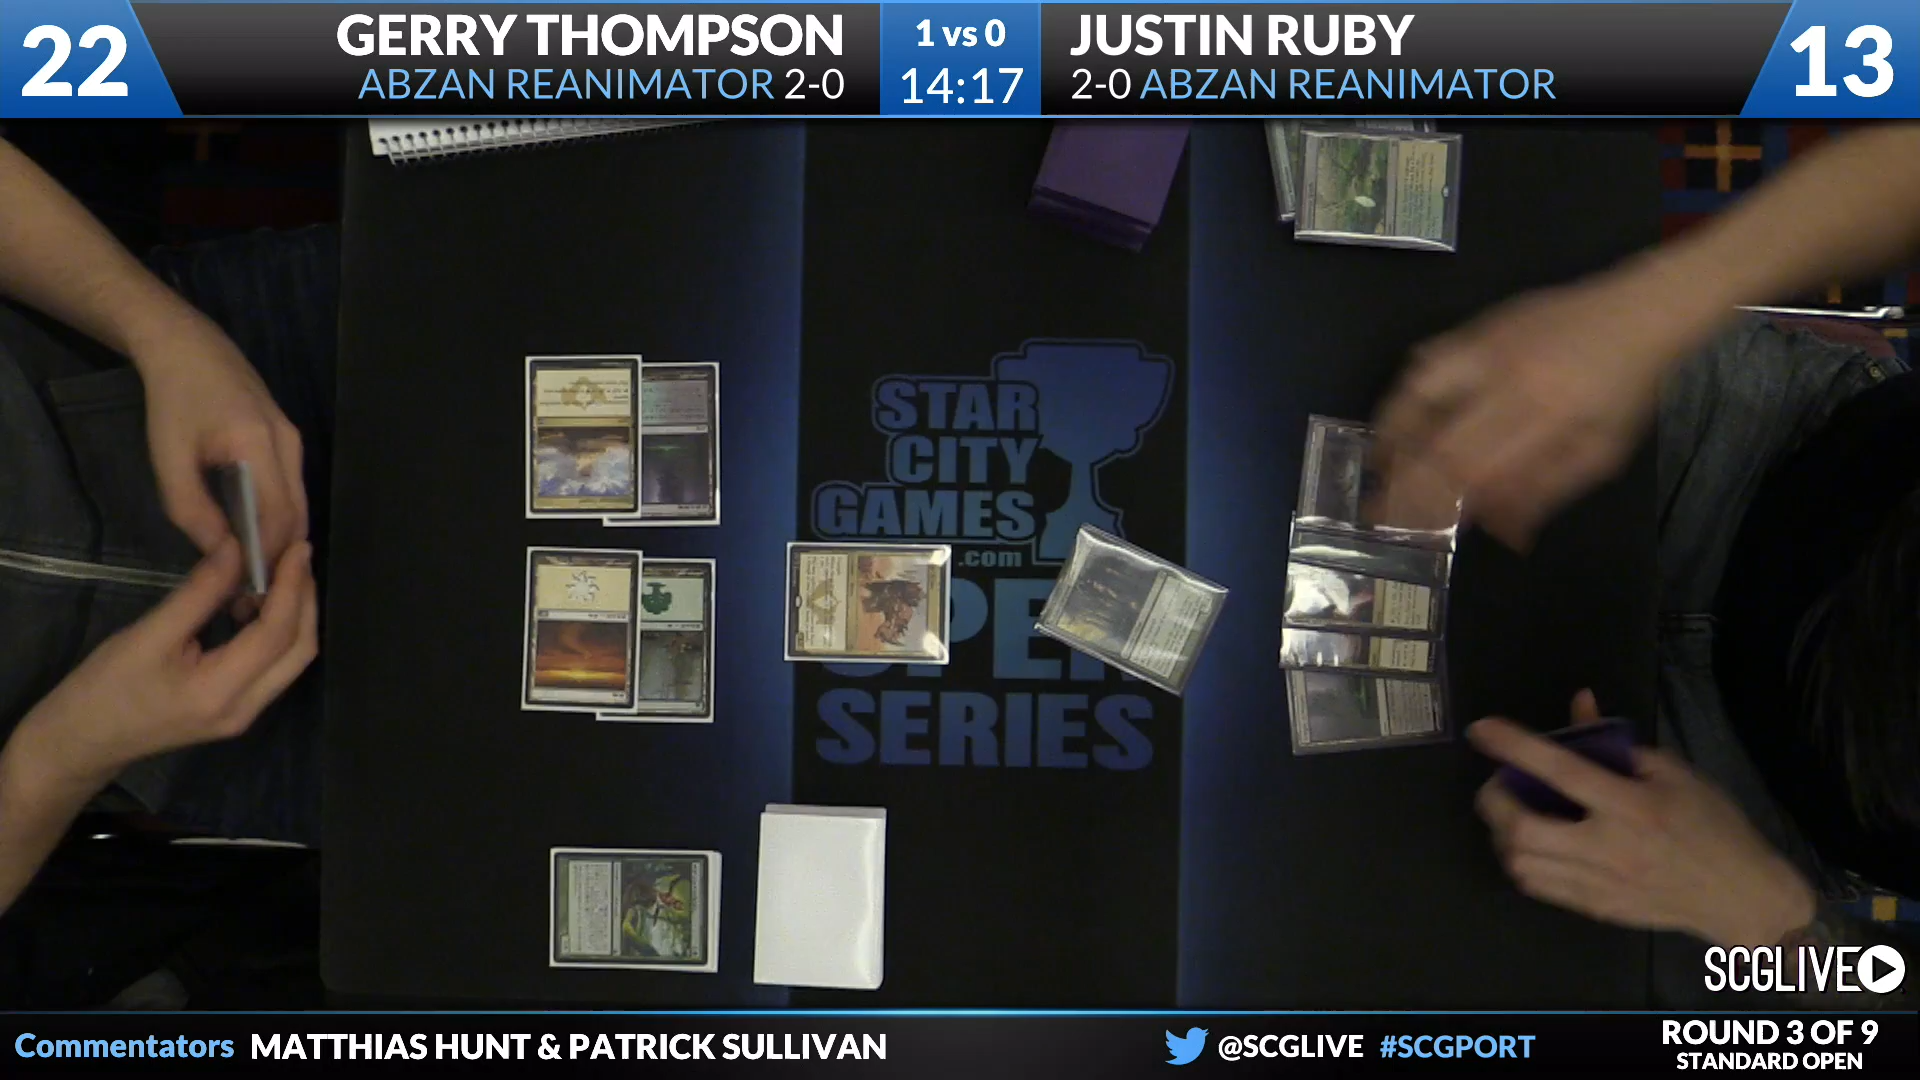 22
GERRY THOMPSON
ABZAN REANIMATOR 2-0
1 vs 0
14:17
JUSTIN RUBY
2-0 ABZAN REANIMATOR
13
STAR
CITY
GAMES
.com
OPEN
SERIES
SCGLIVE
Commentators MATTHIAS HUNT & PATRICK SULLIVAN
@SCGLIVE #SCGPORT
ROUND 3 OF 9
STANDARD OPEN